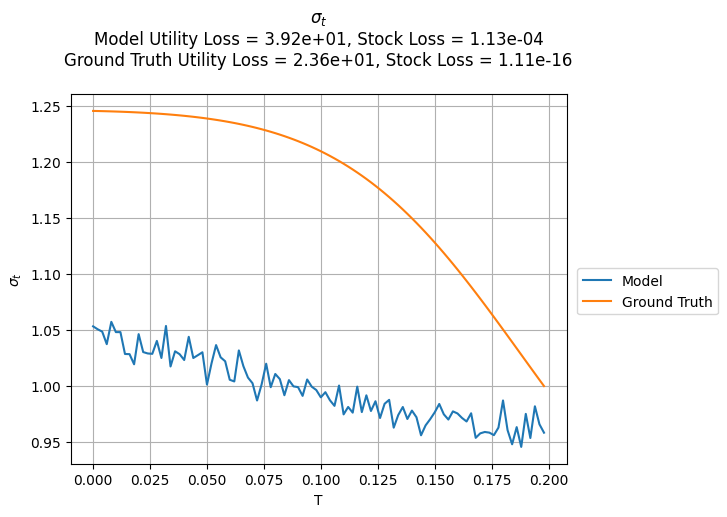 σt
Model Utility Loss = 3.92e+01, Stock Loss = 1.13e-04
Ground Truth Utility Loss = 2.36e+01, Stock Loss = 1.11e-16
1.25
1.20
1.15
1.10
1.05
1.00
0.95
σt
0.000 0.025 0.050 0.075 0.100 0.125 0.150 0.175 0.200
T
Model
Ground Truth